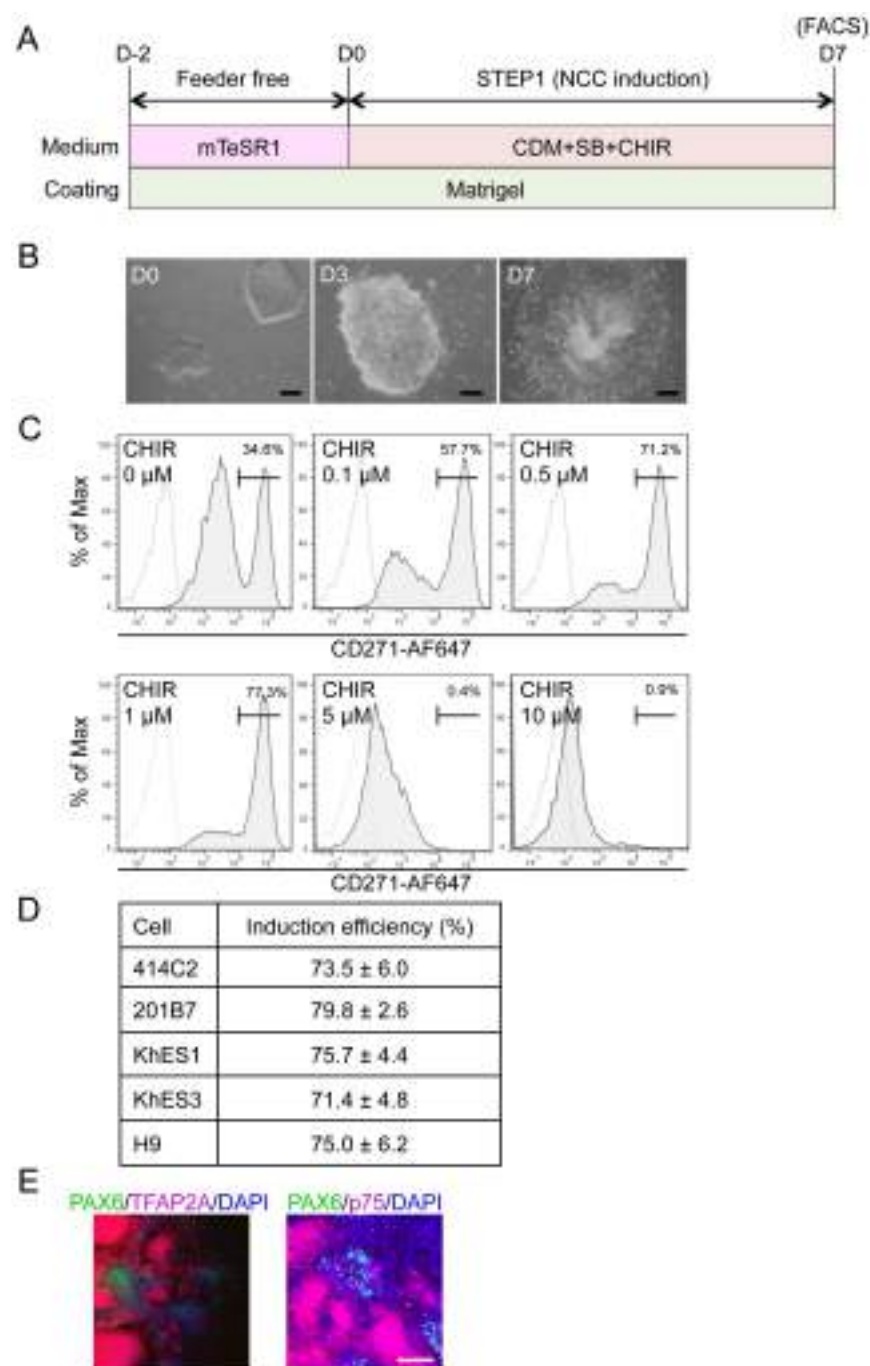 A
(FACS)
D-2 D0 D7
Feeder free STEP1 (NCC induction)
Medium mTeSR1 CDM+SB+CHIR
Coating Matrigel
B
D0 D3 D7
C
CHIR 34.6% CHIR 57.7% CHIR 71.2%
0 µM 0.1 µM 0.5 µM
% of Max
CD271-AF647
CHIR 77.3% CHIR 0.4% CHIR 0.9%
1 µM 5 µM 10 µM
% of Max
CD271-AF647
D
Cell Induction efficiency (%)
414C2 73.5 ± 6.0
201B7 79.8 ± 2.6
KhES1 75.7 ± 4.4
KhES3 71.4 ± 4.8
H9 75.0 ± 6.2
E
PAX6/TFAP2A/DAPI PAX6/p75/DAPI